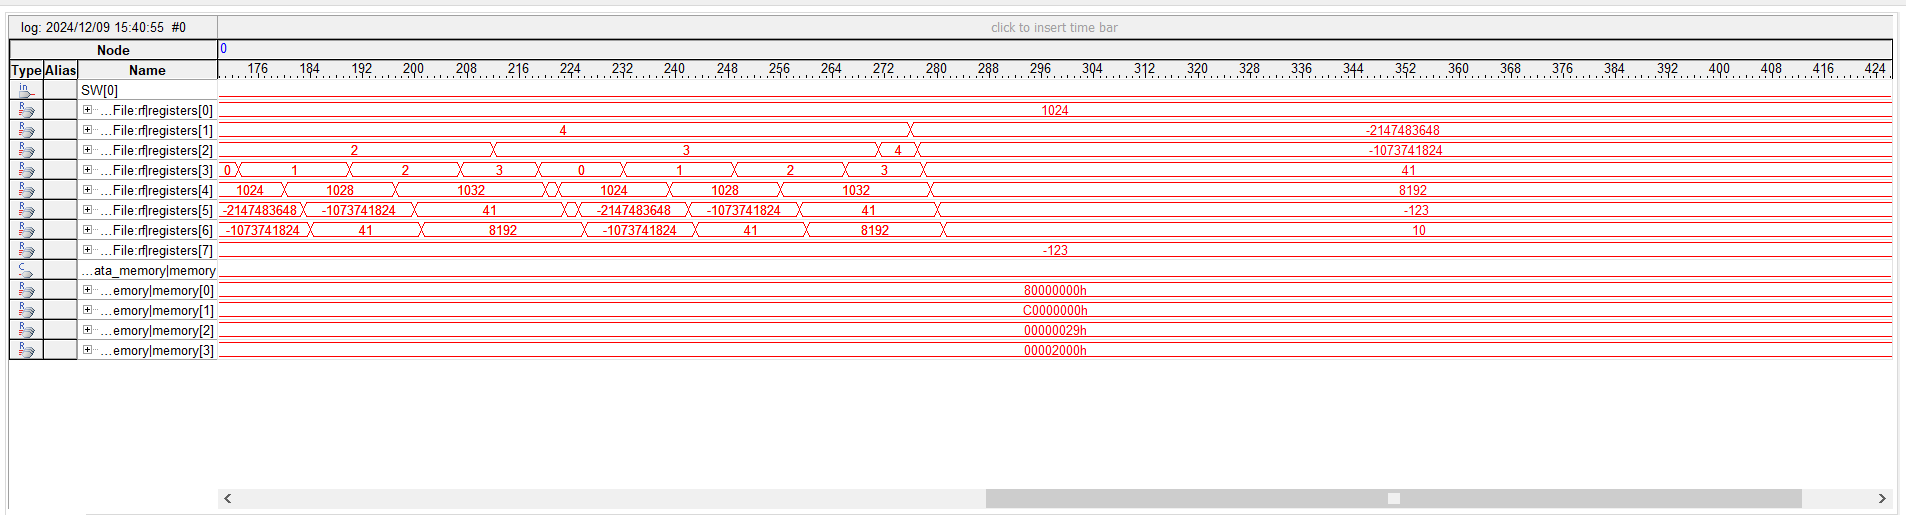 log: 2024/12/09 15:40:55 #0 click to insert time bar
Node 0
Type Alias Name 176 184 192 200 208 216 224 232 240 248 256 264 272 280 288 296 304 312 320 328 336 344 352 360 368 376 384 392 400 408 416 424
in SW[0]
R ...File:rf|registers[0] 1024
R ...File:rf|registers[1] 4 -2147483648
R ...File:rf|registers[2] 2 3 4 -1073741824
R ...File:rf|registers[3] 0 1 2 3 0 1 2 3 41
R ...File:rf|registers[4] 1024 1028 1032 1024 1028 1032 8192
R ...File:rf|registers[5] -2147483648 -1073741824 41 -2147483648 -1073741824 41 -123
R ...File:rf|registers[6] -1073741824 41 8192 -1073741824 41 8192 10
R ...File:rf|registers[7] -123
C ...ata_memory|memory
R ...emory|memory[0] 80000000h
R ...emory|memory[1] C0000000h
R ...emory|memory[2] 00000029h
R ...emory|memory[3] 00002000h